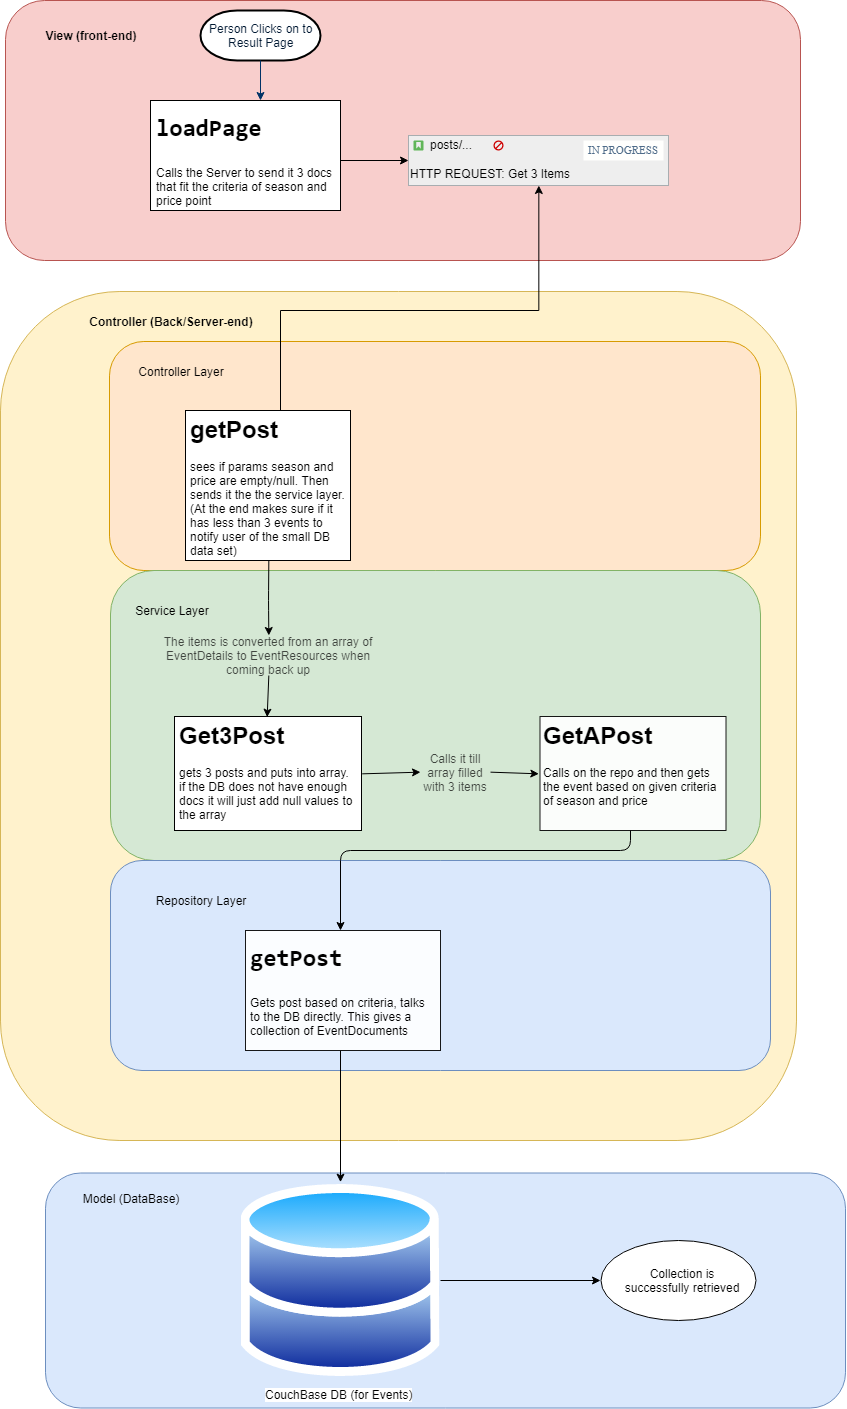 Person Clicks on to
Result Page
View (front-end)
loadPage
Calls the Server to send it 3 docs
that fit the criteria of season and
price point
posts/...
IN PROGRESS
HTTP REQUEST: Get 3 Items
Controller (Back/Server-end)
Controller Layer
getPost
sees if params season and
price are empty/null. Then
sends it the the service layer.
(At the end makes sure if it
has less than 3 events to
notify user of the small DB
data set)
Service Layer
The items is converted from an array of
EventDetails to EventResources when
coming back up
Get3Post
gets 3 posts and puts into array.
if the DB does not have enough
docs it will just add null values to
the array
Calls it till
array filled
with 3 items
GetAPost
Calls on the repo and then gets
the event based on given criteria
of season and price
Repository Layer
getPost
Gets post based on criteria, talks
to the DB directly. This gives a
collection of EventDocuments
Model (DataBase)
Collection is
successfully retrieved
CouchBase DB (for Events)